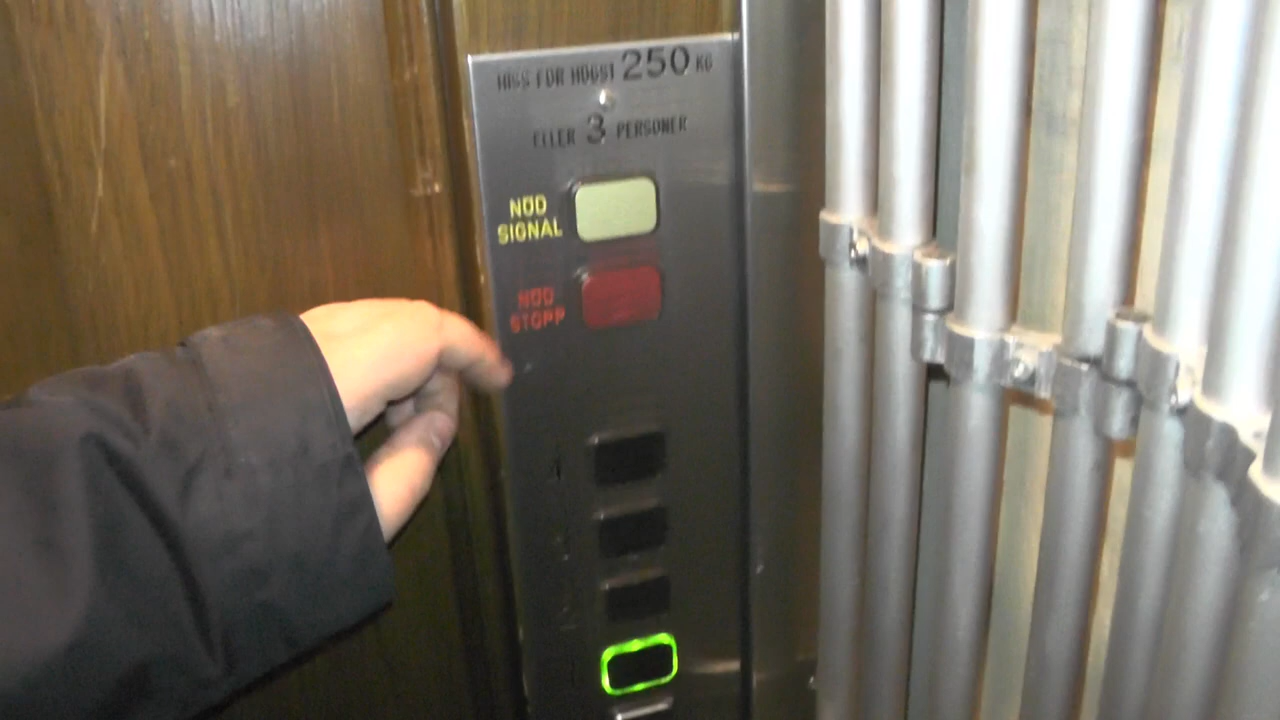 HISS FÖR HÖGST 250 KG
ELLER 3 PERSONER
NÖD
SIGNAL
NÖD
STOPP